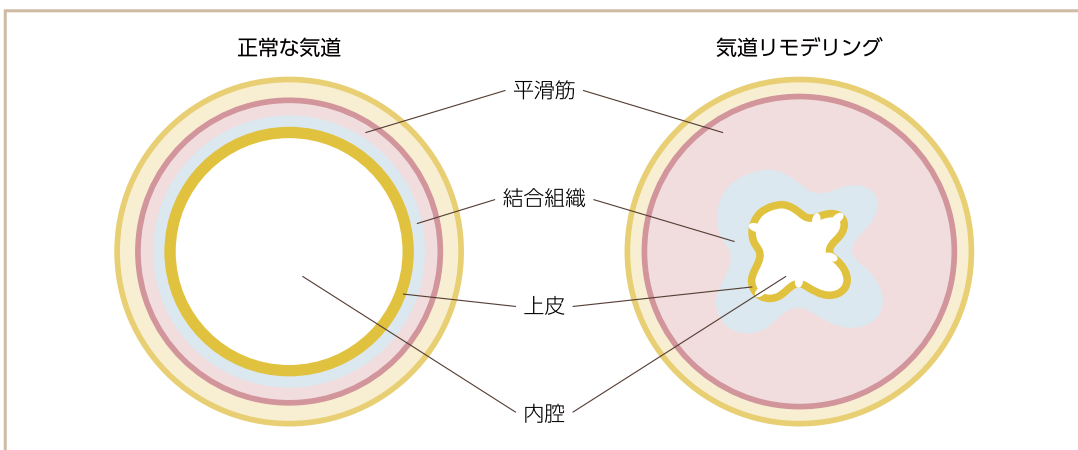 正常な気道
気道リモデリング
平滑筋
結合組織
上皮
内腔